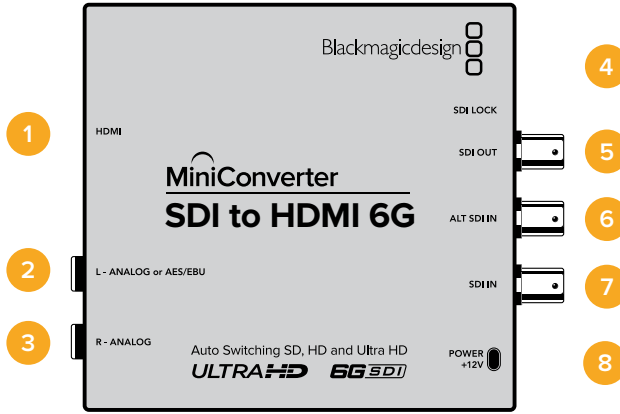 Blackmagicdesign
4
SDI LOCK
1
HDMI
SDI OUT
5
MiniConverter
SDI to HDMI 6G
ALT SDI IN
6
2
L - ANALOG or AES/EBU
SDI IN
7
3
R - ANALOG
Auto Switching SD, HD and Ultra HD
ULTRA HD 6G SDI
POWER
+12V
8